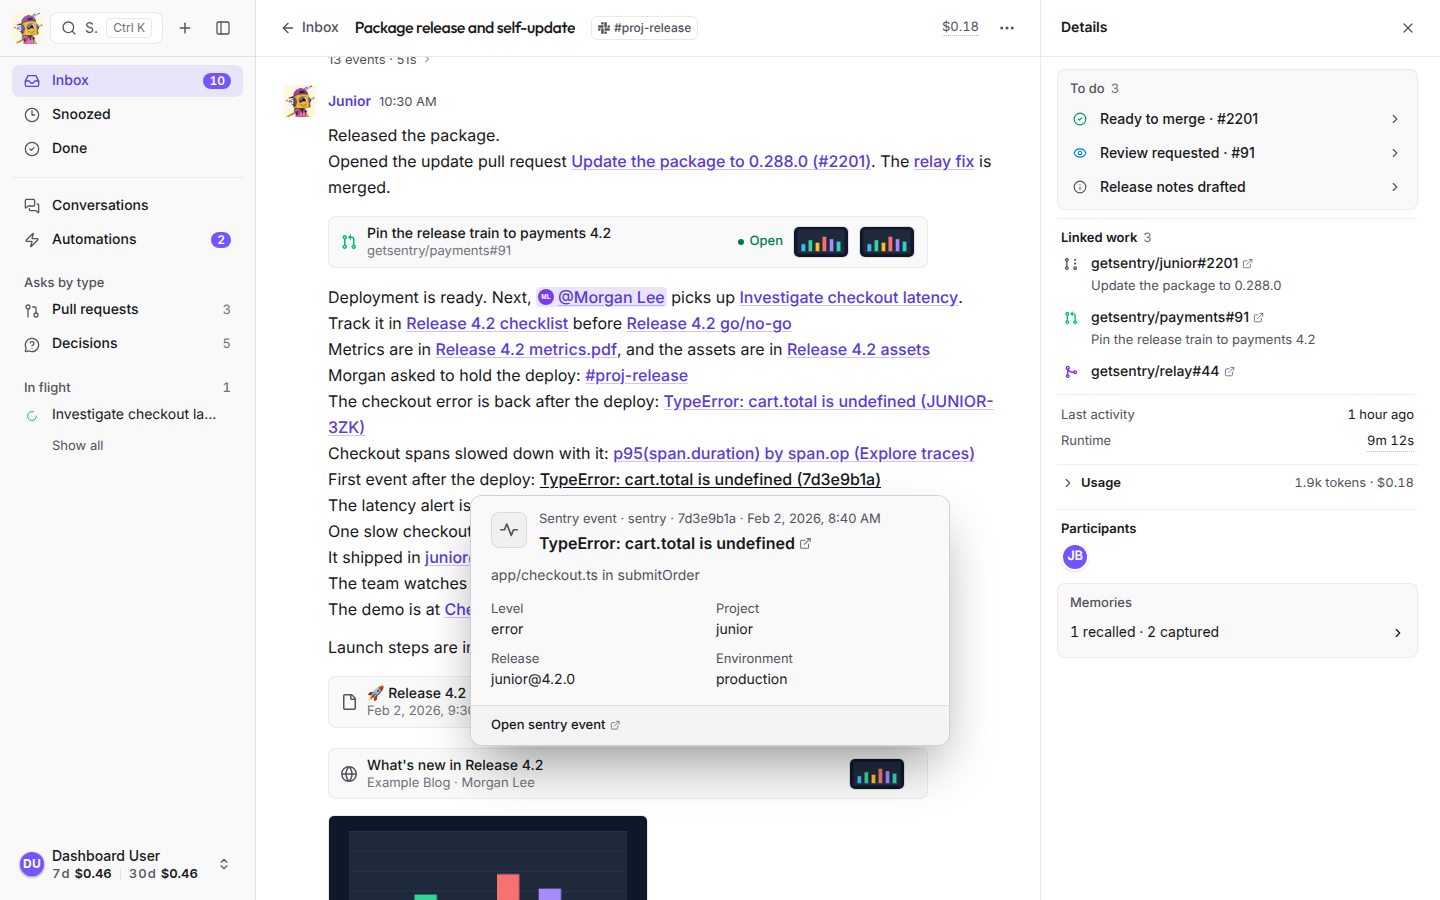 S.
Ctrl K
Inbox
10
Snoozed
Done
Conversations
Automations
2
Asks by type
Pull requests
3
Decisions
5
In flight
1
Investigate checkout la...
Show all
DU
Dashboard User
7d $0.46
30d $0.46
Inbox
Package release and self-update
#proj-release
$0.18
13 events · 51s
Junior 10:30 AM
Released the package.
Opened the update pull request Update the package to 0.288.0 (#2201). The relay fix is
merged.
Pin the release train to payments 4.2
getsentry/payments#91
Open
Deployment is ready. Next, ML @Morgan Lee picks up Investigate checkout latency.
Track it in Release 4.2 checklist before Release 4.2 go/no-go
Metrics are in Release 4.2 metrics.pdf, and the assets are in Release 4.2 assets
Morgan asked to hold the deploy: #proj-release
The checkout error is back after the deploy: TypeError: cart.total is undefined (JUNIOR-
3ZK)
Checkout spans slowed down with it: p95(span.duration) by span.op (Explore traces)
First event after the deploy: TypeError: cart.total is undefined (7d3e9b1a)
The latency alert is
One slow checkout
It shipped in junior
The team watches
The demo is at Che
Launch steps are in
🚀 Release 4.2
Feb 2, 2026, 9:30
Sentry event · sentry · 7d3e9b1a · Feb 2, 2026, 8:40 AM
TypeError: cart.total is undefined
app/checkout.ts in submitOrder
Level
error
Project
junior
Release
junior@4.2.0
Environment
production
Open sentry event
What's new in Release 4.2
Example Blog · Morgan Lee
Details
To do 3
Ready to merge · #2201
Review requested · #91
Release notes drafted
Linked work 3
getsentry/junior#2201
Update the package to 0.288.0
getsentry/payments#91
Pin the release train to payments 4.2
getsentry/relay#44
Last activity
1 hour ago
Runtime
9m 12s
Usage
1.9k tokens · $0.18
Participants
JB
Memories
1 recalled · 2 captured